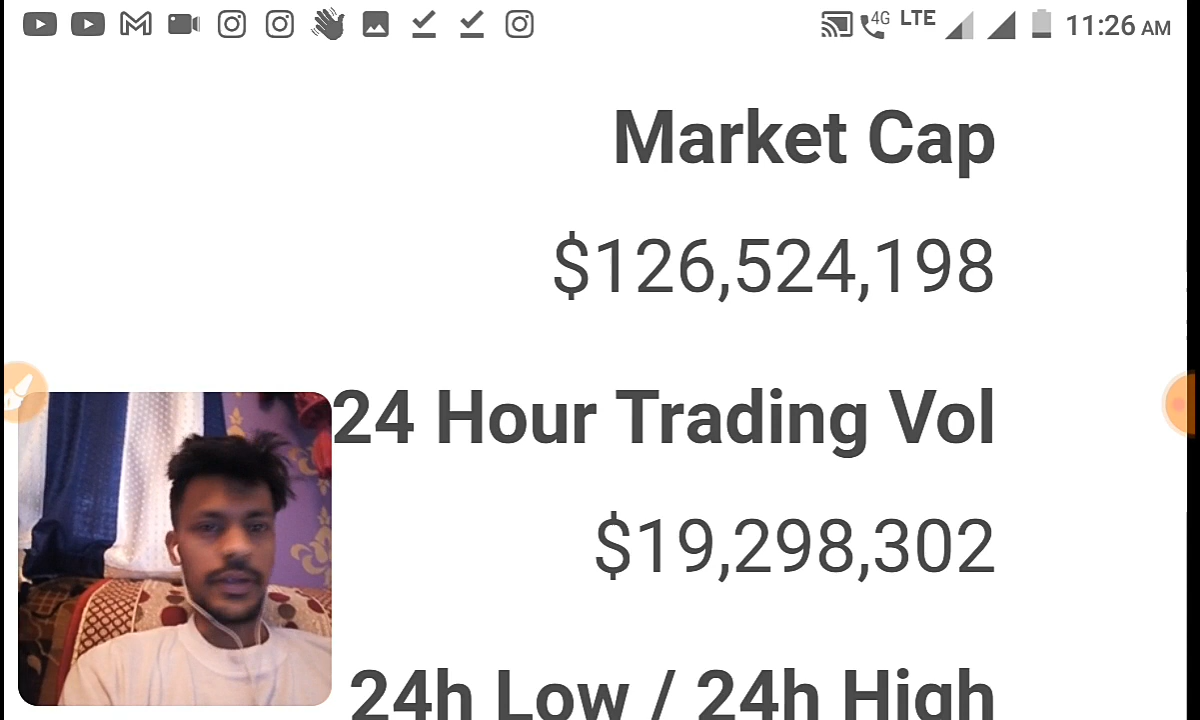 4G LTE 11:26 AM
Market Cap
$126,524,198
24 Hour Trading Vol
$19,298,302
24h Low / 24h High